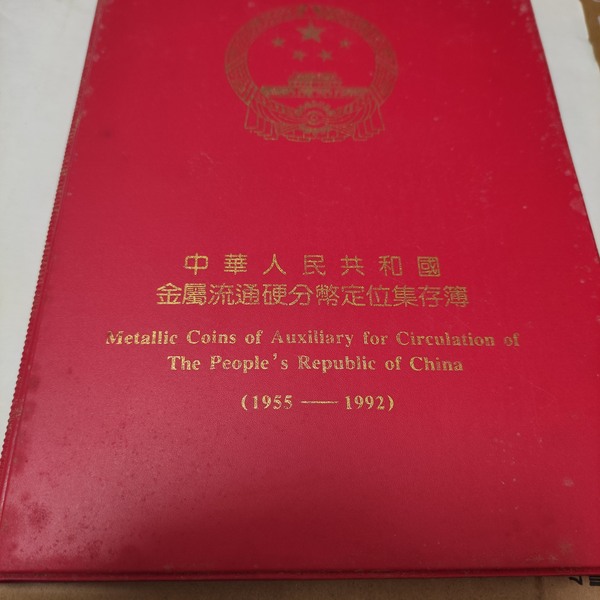 中華人民共和國
金屬流通硬分幣定位集存簿
Metallic Coins of Auxiliary for Circulation of
The People's Republic of China
(1955 —— 1992)